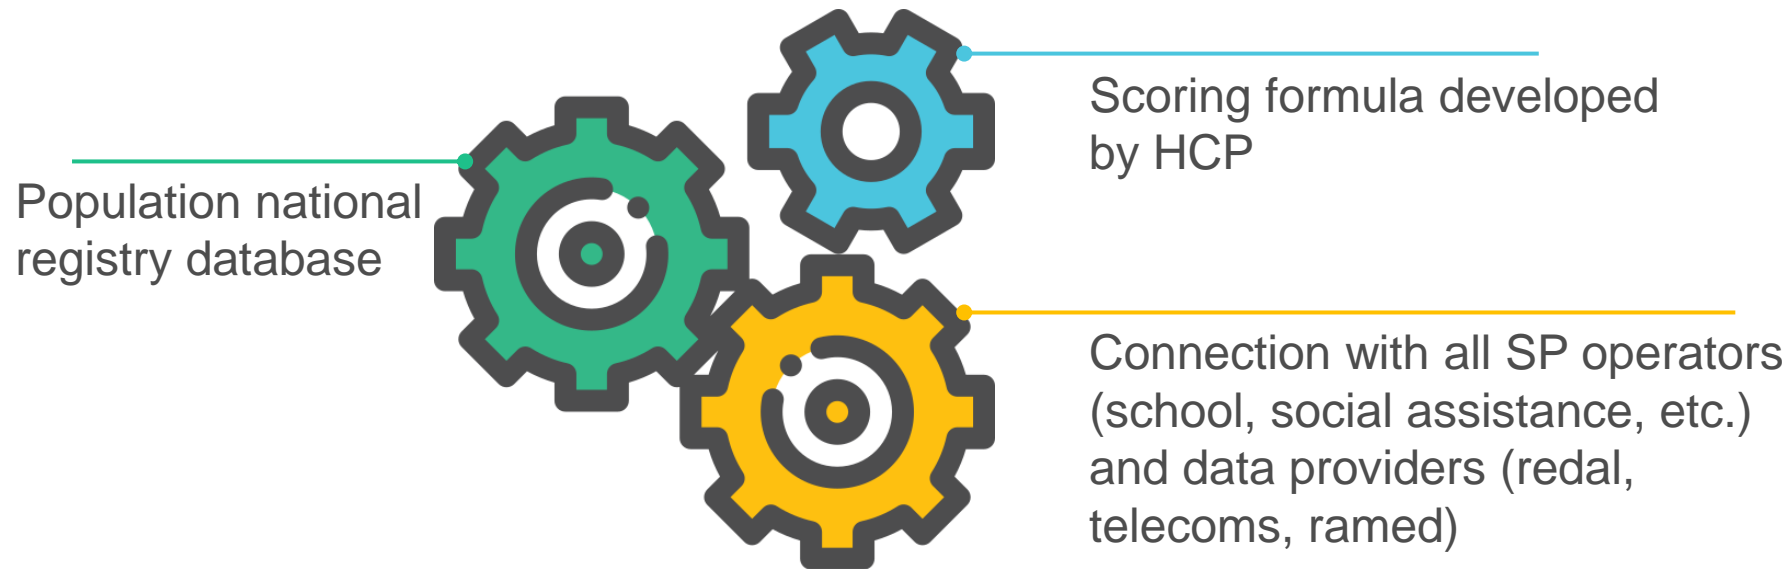 Population national
registry database
Scoring formula developed
by HCP
Connection with all SP operators
(school, social assistance, etc.)
and data providers (redal,
telecoms, ramed)